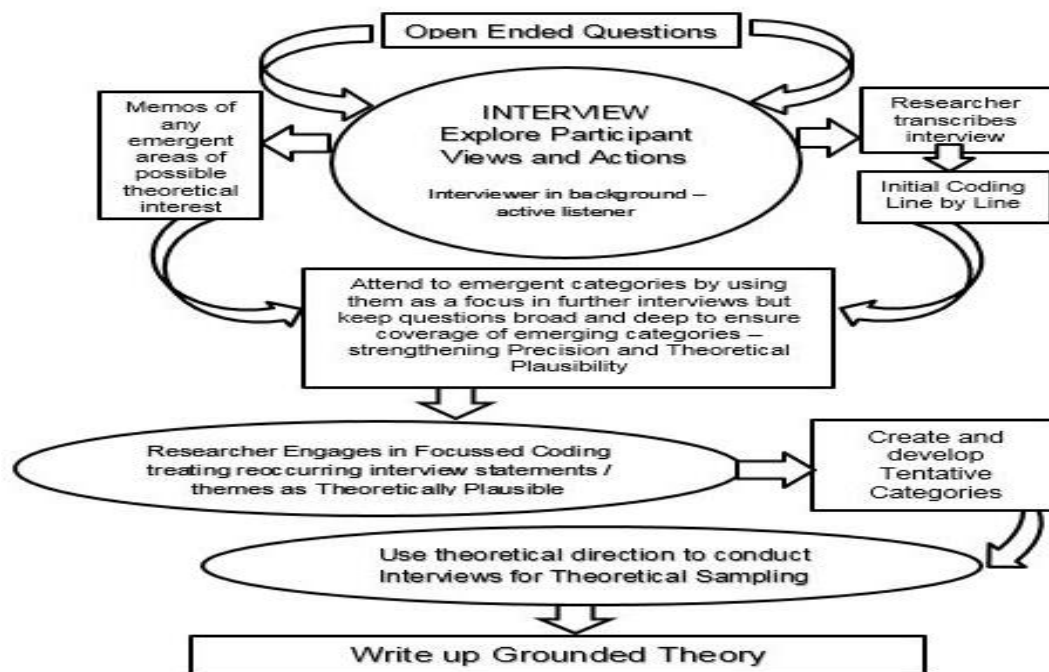 Open Ended Questions
INTERVIEW
Explore Participant
Views and Actions
Interviewer in background –
active listener
Memos of
any
emergent
areas of
possible
theoretical
interest
Researcher
transcribes
interview
Initial Coding
Line by Line
Attend to emergent categories by using
them as a focus in further interviews but
keep questions broad and deep to ensure
coverage of emerging categories –
strengthening Precision and Theoretical
Plausibility
Researcher Engages in Focussed Coding
treating reoccurring interview statements /
themes as Theoretically Plausible
Create and
develop
Tentative
Categories
Use theoretical direction to conduct
Interviews for Theoretical Sampling
Write up Grounded Theory